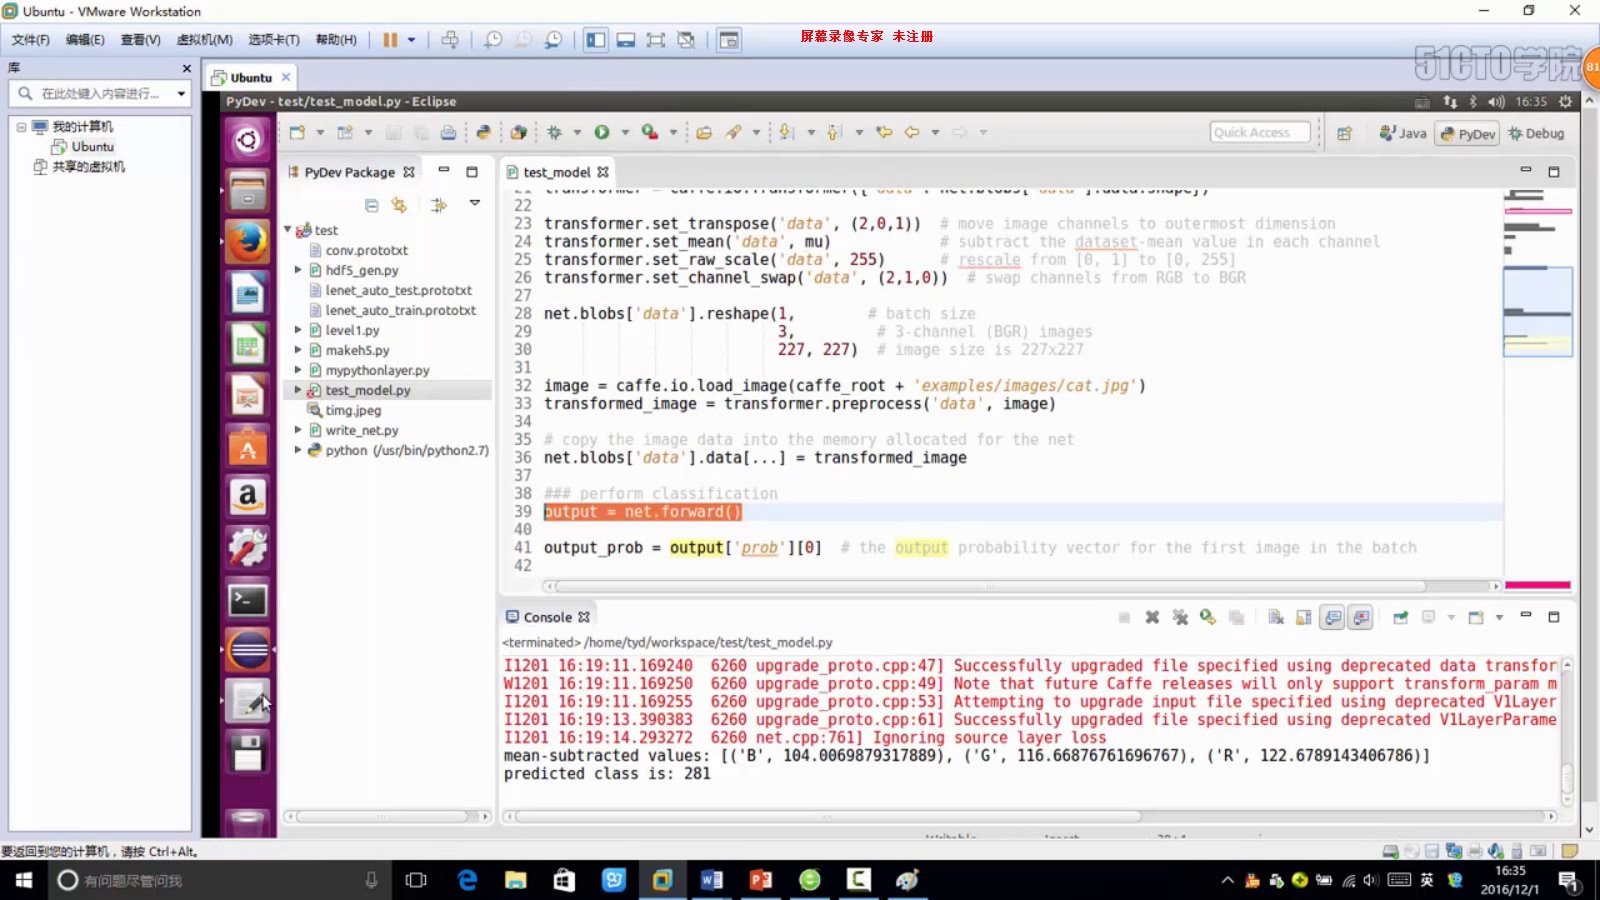 Ubuntu - VMware Workstation
文件(F) 编辑(E) 查看(V) 虚拟机(M) 选项卡(T) 帮助(H)
屏幕录像专家 未注册
51CTO学院
81
库
Ubuntu
在此处键入内容进行...
我的计算机
Ubuntu
共享的虚拟机
PyDev - test/test_model.py - Eclipse
16:35
Quick Access
Java
PyDev
Debug
PyDev Package
test
conv.prototxt
hdf5_gen.py
lenet_auto_test.prototxt
lenet_auto_train.prototxt
level1.py
makeh5.py
mypythonlayer.py
test_model.py
timg.jpeg
write_net.py
python (/usr/bin/python2.7)
test_model
21 transformer = caffe.io.Transformer({'data': net.blobs['data'].data.shape})
22
23 transformer.set_transpose('data', (2,0,1)) # move image channels to outermost dimension
24 transformer.set_mean('data', mu) # subtract the dataset-mean value in each channel
25 transformer.set_raw_scale('data', 255) # rescale from [0, 1] to [0, 255]
26 transformer.set_channel_swap('data', (2,1,0)) # swap channels from RGB to BGR
27
28 net.blobs['data'].reshape(1, # batch size
29 3, # 3-channel (BGR) images
30 227, 227) # image size is 227x227
31
32 image = caffe.io.load_image(caffe_root + 'examples/images/cat.jpg')
33 transformed_image = transformer.preprocess('data', image)
34
35 # copy the image data into the memory allocated for the net
36 net.blobs['data'].data[...] = transformed_image
37
38 ### perform classification
39 output = net.forward()
40
41 output_prob = output['prob'][0] # the output probability vector for the first image in the batch
42
Console
<terminated> /home/tyd/workspace/test/test_model.py
I1201 16:19:11.169240 6260 upgrade_proto.cpp:47] Successfully upgraded file specified using deprecated data transfor
W1201 16:19:11.169250 6260 upgrade_proto.cpp:49] Note that future Caffe releases will only support transform_param m
I1201 16:19:11.169255 6260 upgrade_proto.cpp:53] Attempting to upgrade input file specified using deprecated V1Layer
I1201 16:19:13.390383 6260 upgrade_proto.cpp:61] Successfully upgraded file specified using deprecated V1LayerParame
I1201 16:19:14.293272 6260 net.cpp:761] Ignoring source layer loss
mean-subtracted values: [('B', 104.0069879317889), ('G', 116.66876761696767), ('R', 122.6789143406786)]
predicted class is: 281
要返回到您的计算机，请按 Ctrl+Alt。
有问题尽管问我
英
16:35
2016/12/1
1